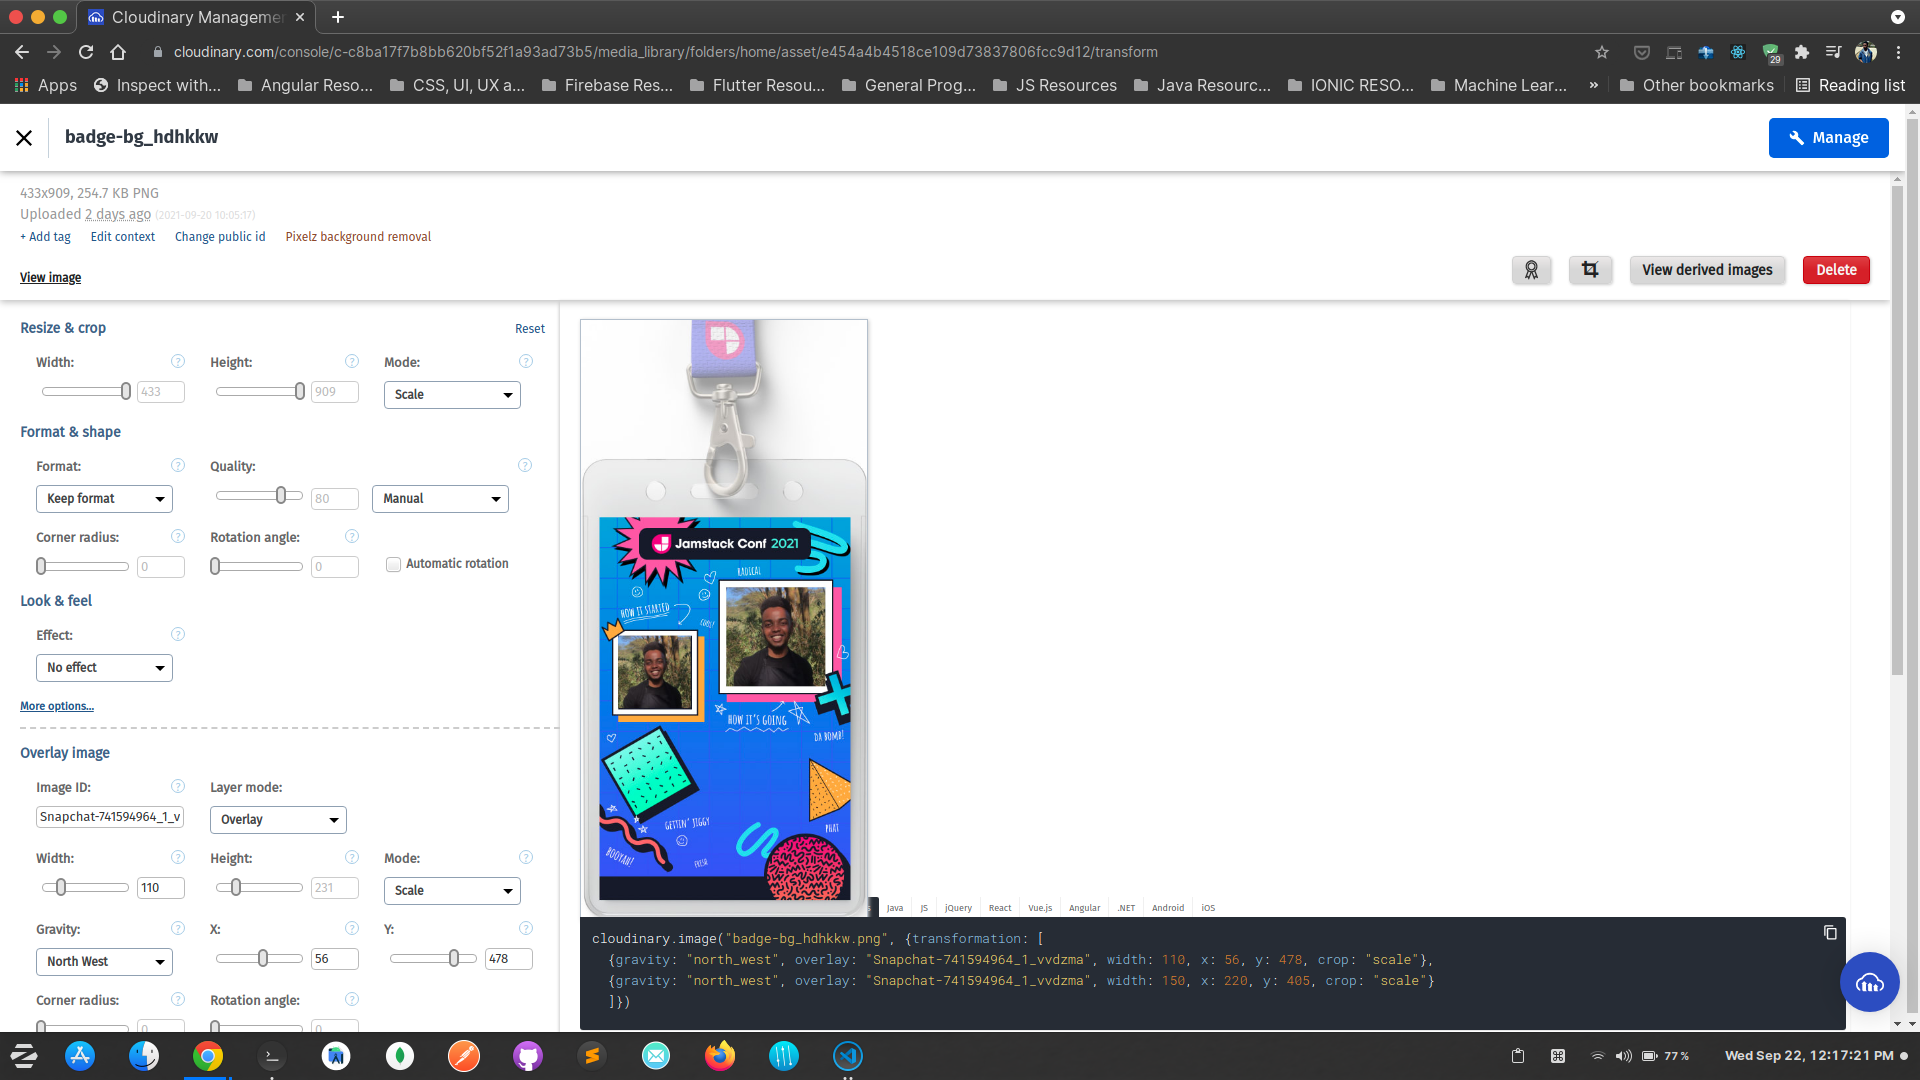 Cloudinary Manageme
cloudinary.com/console/c-c8ba17f7b8bb620bf52f1a93ad73b5/media_library/folders/home/asset/e454a4b4518ce109d73837806fcc9d12/transform
29
Apps Inspect with... Angular Reso... CSS, UI, UX a... Firebase Res... Flutter Resou... General Prog... JS Resources Java Resourc... IONIC RESO... Machine Lear... » Other bookmarks Reading list
badge-bg_hdhkkw
Manage
433x909, 254.7 KB PNG
Uploaded 2 days ago (2021-09-20 10:05:17)
+ Add tag Edit context Change public id Pixelz background removal
View image
View derived images
Delete
Resize & crop Reset
Width: ? Height: ? Mode: ?
433 909 Scale
Format & shape
Format: ? Quality: ?
Keep format 80 Manual
Corner radius: ? Rotation angle: ?
0 0 Automatic rotation
Look & feel
Effect: ?
No effect
More options...
Overlay image
Image ID: ? Layer mode:
Snapchat-741594964_1_v Overlay
Width: ? Height: ? Mode: ?
110 231 Scale
Gravity: X: ? Y: ?
North West 56 478
Corner radius: ? Rotation angle: ?
0 0
Jamstack Conf 2021
RADICAL
HOW IT STARTED
COOL!
HOW IT'S GOING
DA BOMB!
GETTIN' JIGGY
PHAT
BOOYAH!
FRESH
Java JS jQuery React Vue.js Angular .NET Android iOS
cloudinary.image("badge-bg_hdhkkw.png", {transformation: [
{gravity: "north_west", overlay: "Snapchat-741594964_1_vvdzma", width: 110, x: 56, y: 478, crop: "scale"},
{gravity: "north_west", overlay: "Snapchat-741594964_1_vvdzma", width: 150, x: 220, y: 405, crop: "scale"}
]})
77 %
Wed Sep 22, 12:17:21 PM